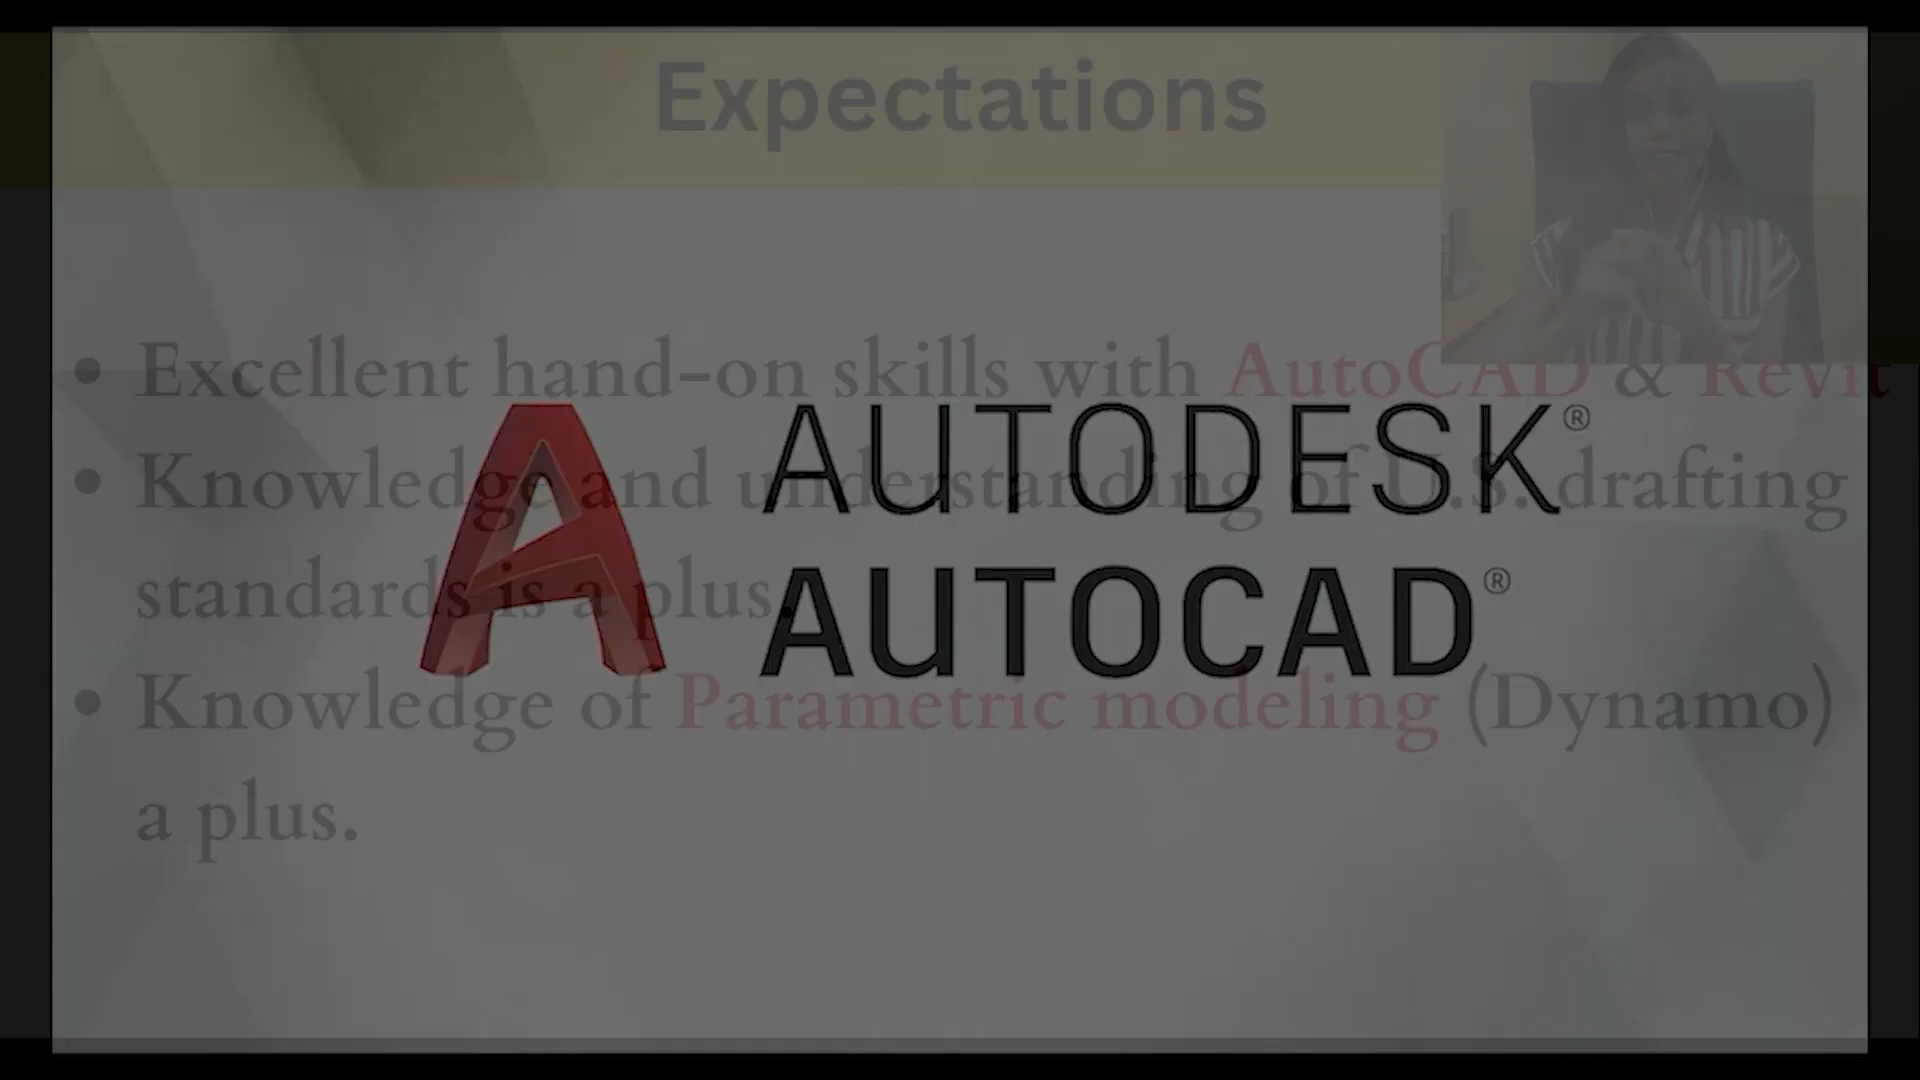 Expectations
• Excellent hand-on skills with AutoCAD & Revit
• Knowledge and understanding of U.S. drafting
standards is a plus.
• Knowledge of Parametric modeling (Dynamo)
a plus.
AUTODESK®
AUTOCAD®